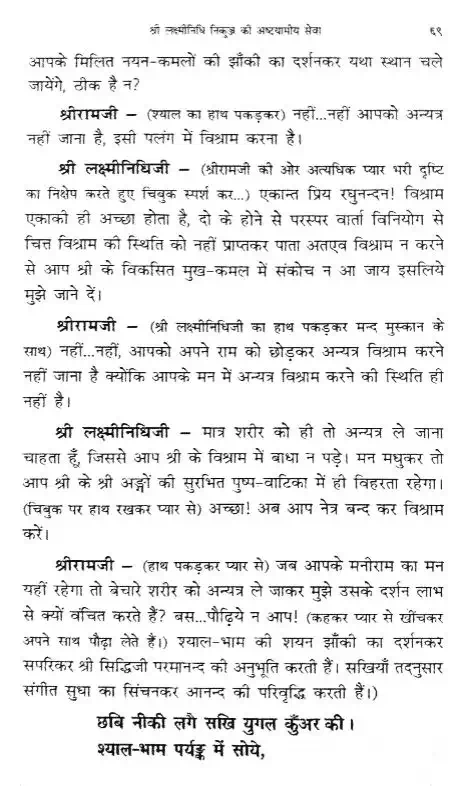 श्री लक्ष्मीनिधि निकुञ्ज की अष्टयामीय सेवा ६९
आपके मिलित नयन-कमलों की झाँकी का दर्शनकर यथा स्थान चले
जायेंगे, ठीक है न?
श्रीरामजी – (श्याल का हाथ पकड़कर) नहीं...नहीं आपको अन्यत्र
नहीं जाना है, इसी पलंग में विश्राम करना है।
श्री लक्ष्मीनिधिजी – (श्रीरामजी की ओर अत्यधिक प्यार भरी दृष्टि
का निक्षेप करते हुए चिबुक स्पर्श कर...) एकान्त प्रिय रघुनन्दन! विश्राम
एकाकी ही अच्छा होता है, दो के होने से परस्पर वार्ता विनियोग से
चित्त विश्राम की स्थिति को नहीं प्राप्तकर पाता अतएव विश्राम न करने
से आप श्री के विकसित मुख-कमल में संकोच न आ जाय इसलिये
मुझे जाने दें।
श्रीरामजी – (श्री लक्ष्मीनिधिजी का हाथ पकड़कर मन्द मुस्कान के
साथ) नहीं...नहीं, आपको अपने राम को छोड़कर अन्यत्र विश्राम करने
नहीं जाना है क्योंकि आपके मन में अन्यत्र विश्राम करने की स्थिति ही
नहीं है।
श्री लक्ष्मीनिधिजी – मात्र शरीर को ही तो अन्यत्र ले जाना
चाहता हूँ, जिससे आप श्री के विश्राम में बाधा न पड़े। मन मधुकर तो
आप श्री के श्री अङ्गों की सुरभित पुष्प-वाटिका में ही विहरता रहेगा।
(चिबुक पर हाथ रखकर प्यार से) अच्छा! अब आप नेत्र बन्द कर विश्राम
करें।
श्रीरामजी – (हाथ पकड़कर प्यार से) जब आपके मनीराम का मन
यहीं रहेगा तो बेचारे शरीर को अन्यत्र ले जाकर मुझे उसके दर्शन लाभ
से क्यों वंचित करते हैं? बस...पौढ़िये न आप! (कहकर प्यार से खींचकर
अपने साथ पौढ़ा लेते हैं।) श्याल-भाम की शयन झाँकी का दर्शनकर
सपरिकर श्री सिद्धिजी परमानन्द की अनुभूति करती हैं। सखियाँ तदनुसार
संगीत सुधा का सिंचनकर आनन्द की परिवृद्धि करती हैं।)
छबि नीकी लगै सखि युगल कुँअर की।
श्याल-भाम पर्यङ्क में सोये,